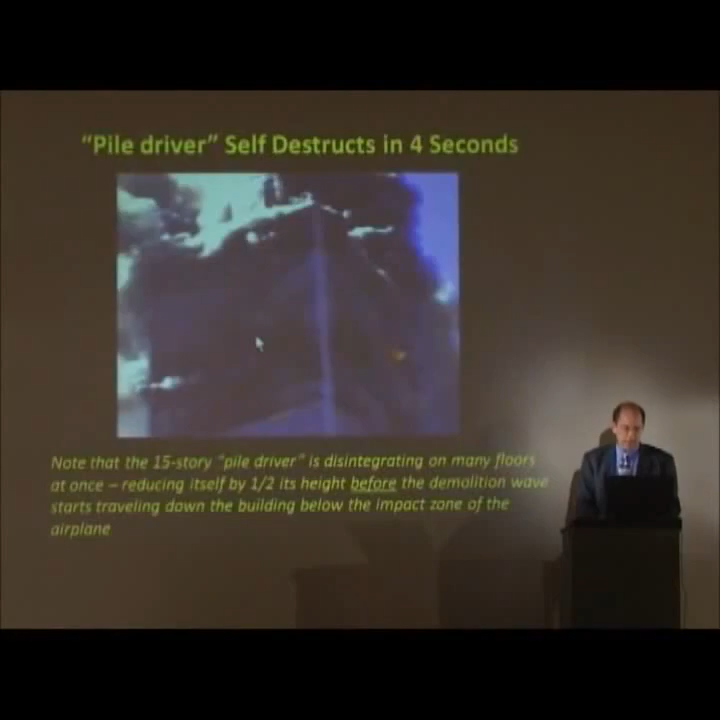 "Pile driver" Self Destructs in 4 Seconds
Note that the 15-story "pile driver" is disintegrating on many floors
at once – reducing itself by 1/2 its height before the demolition wave
starts traveling down the building below the impact zone of the
airplane